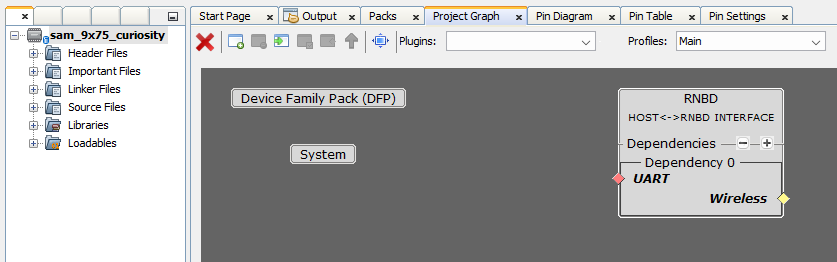 Start Page
Output
Packs
Project Graph
Pin Diagram
Pin Table
Pin Settings
sam_9x75_curiosity
Header Files
Important Files
Linker Files
Source Files
Libraries
Loadables
Plugins:
Profiles: Main
Device Family Pack (DFP)
System
RNBD
HOST<->RNBD INTERFACE
Dependencies
Dependency 0
UART
Wireless